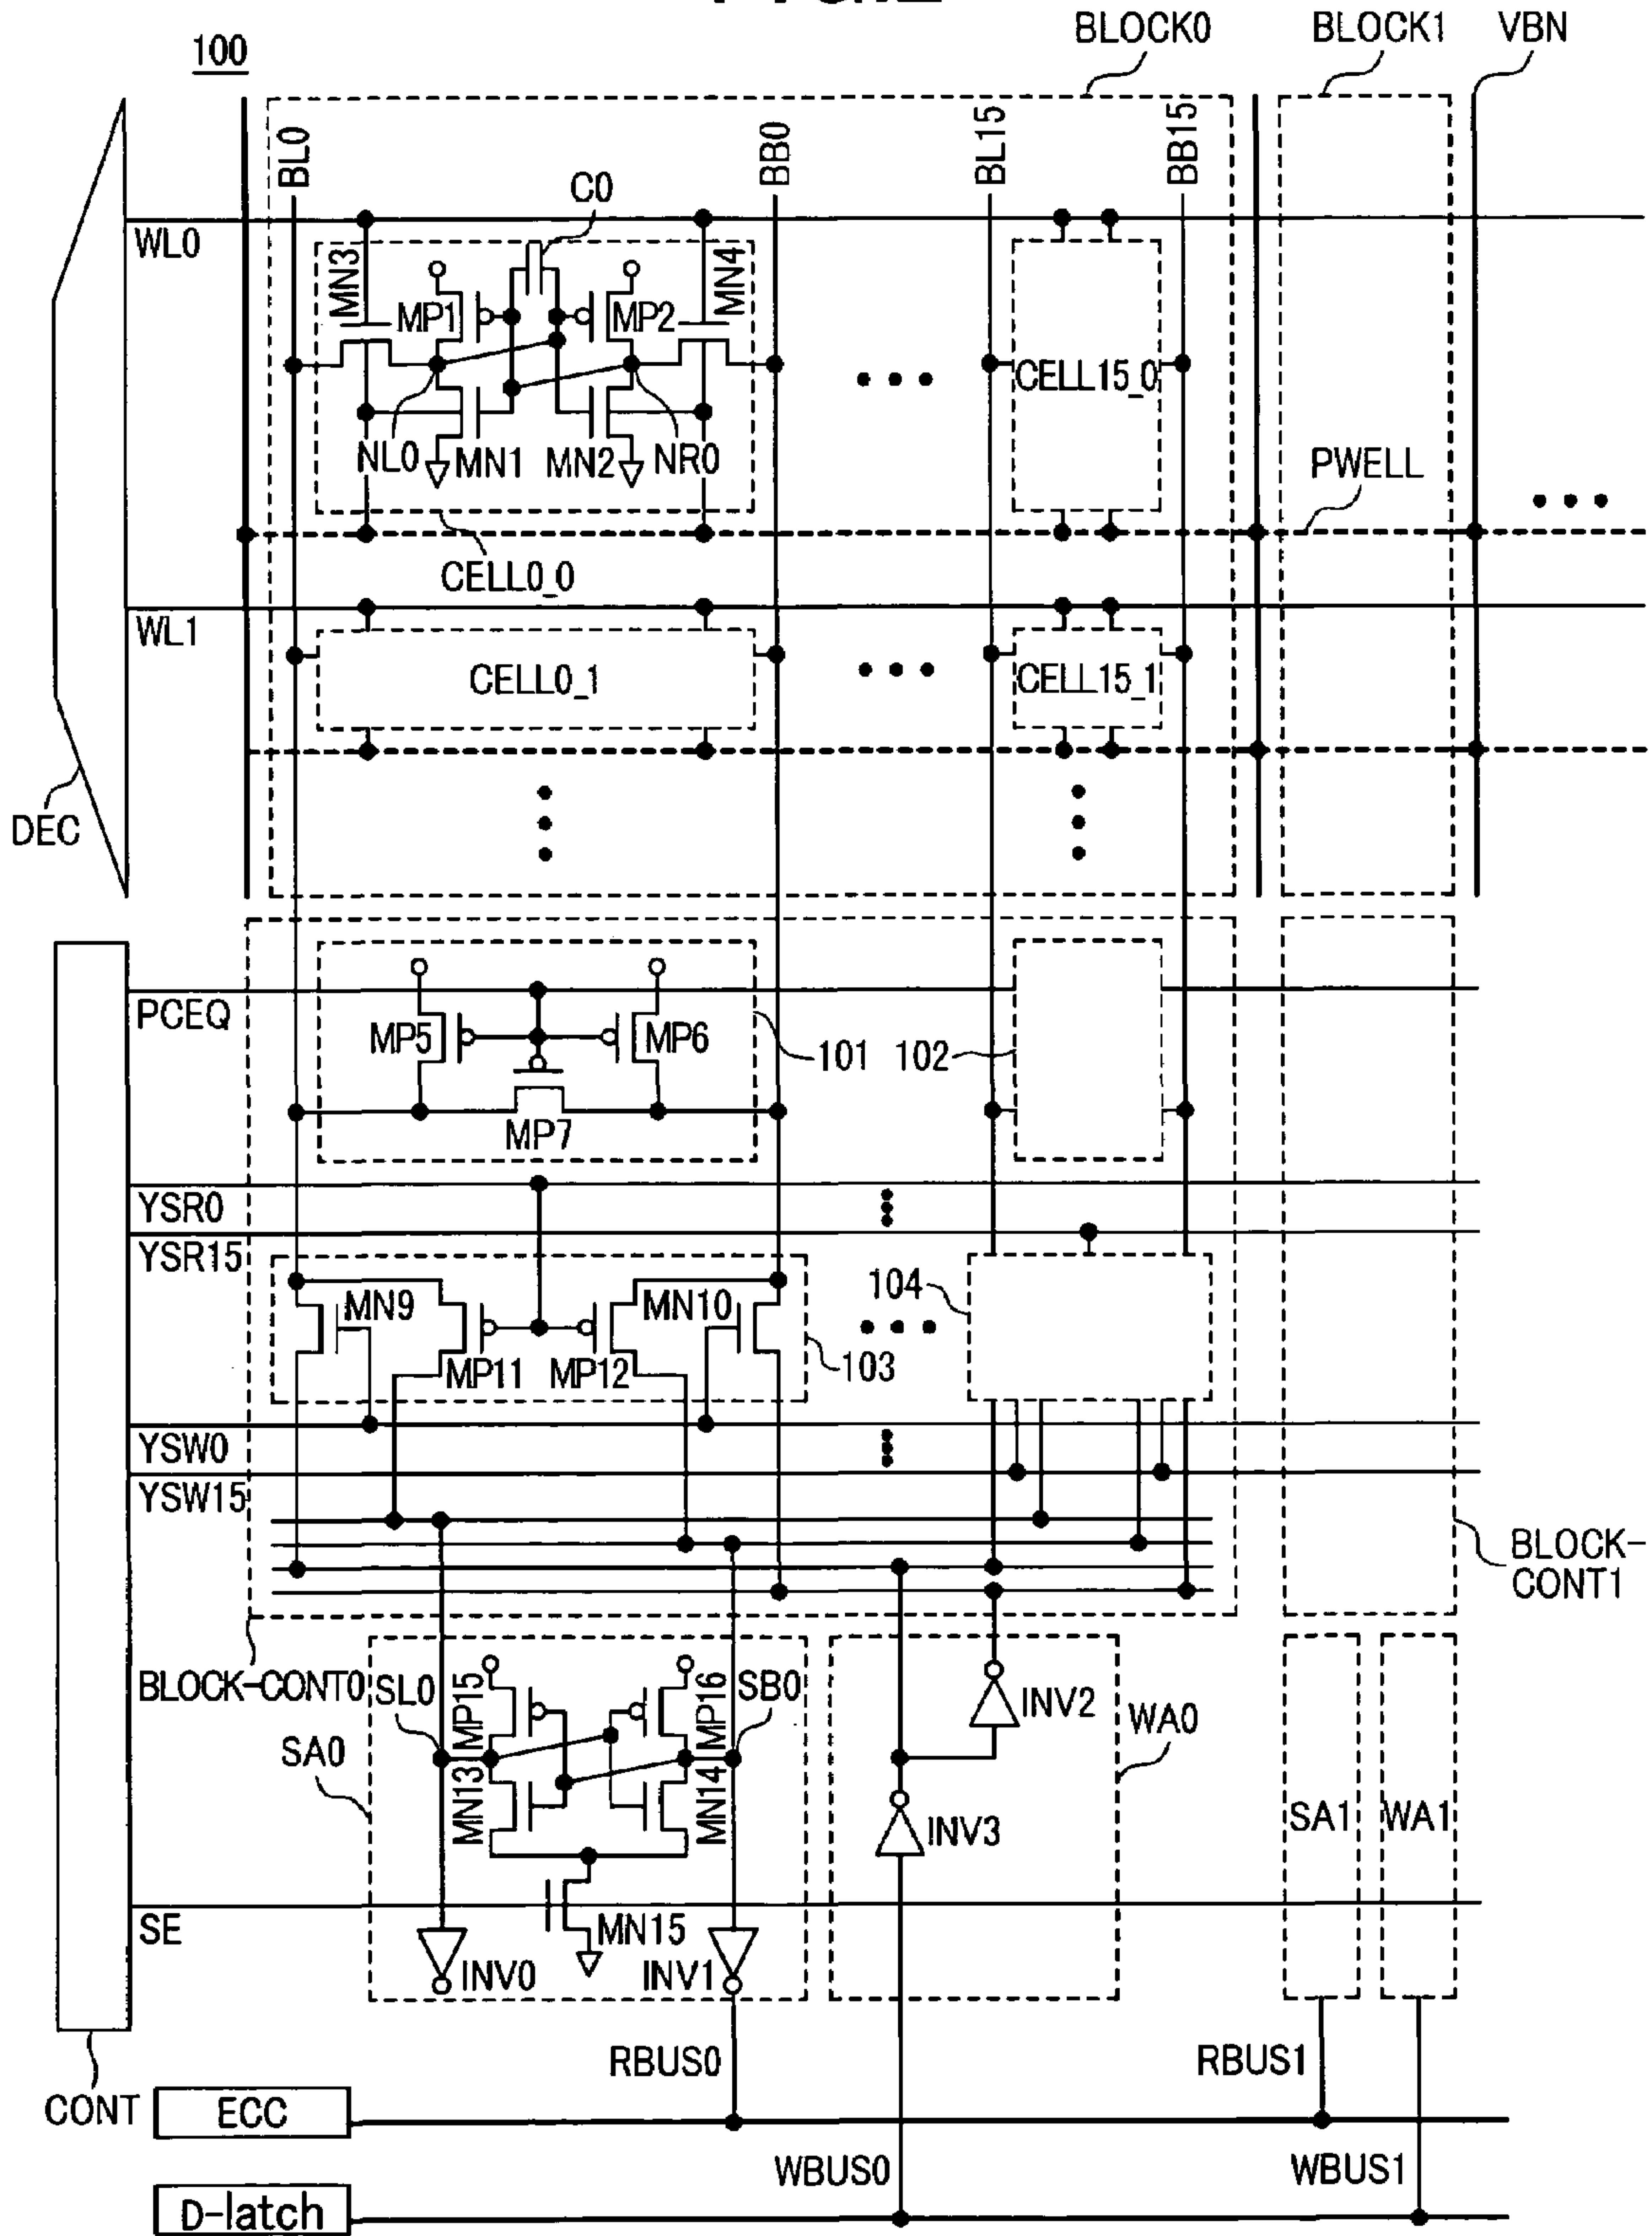 BLOCK0 BLOCK1 VBN
100
BL0 BB0 BL15 BB15
C0
WL0
MN3 MP1 MP2 MN4
CELL15_0
NL0 MN1 MN2 NR0
PWELL
CELL0_0
WL1
CELL0_1 CELL15_1
DEC
PCEQ
MP5 MP6 101 102
MP7
YSR0
YSR15
MN9 MN10 104
MP11 MP12 103
YSW0
YSW15
BLOCK-
CONT1
BLOCK-CONT0 SL0 MP15 MP16 SB0 INV2 WA0
SA0
MN13 MN14 INV3 SA1 WA1
SE MN15
INV0 INV1
RBUS0 RBUS1
CONT ECC
WBUS0 WBUS1
D-latch